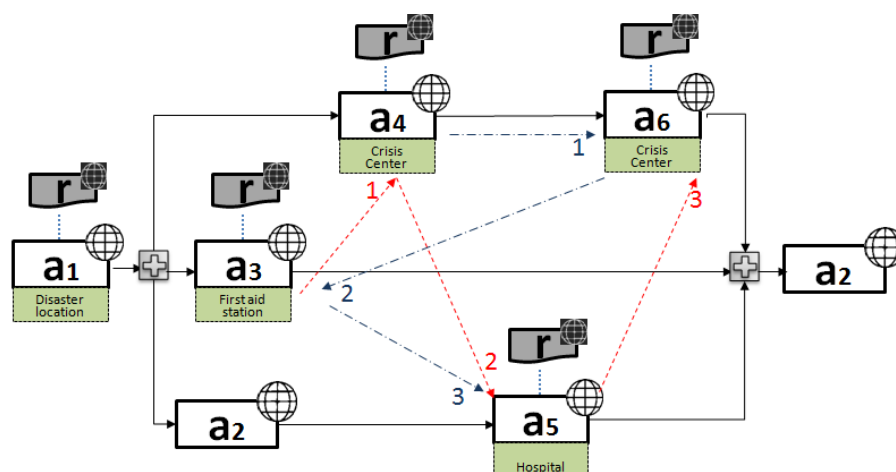 r
r
a4
a6
Crisis
Center
1
Crisis
Center
r
r
1
3
a1
a3
a2
Disaster
location
First aid
station
2
r
2
3
a2
a5
Hospital